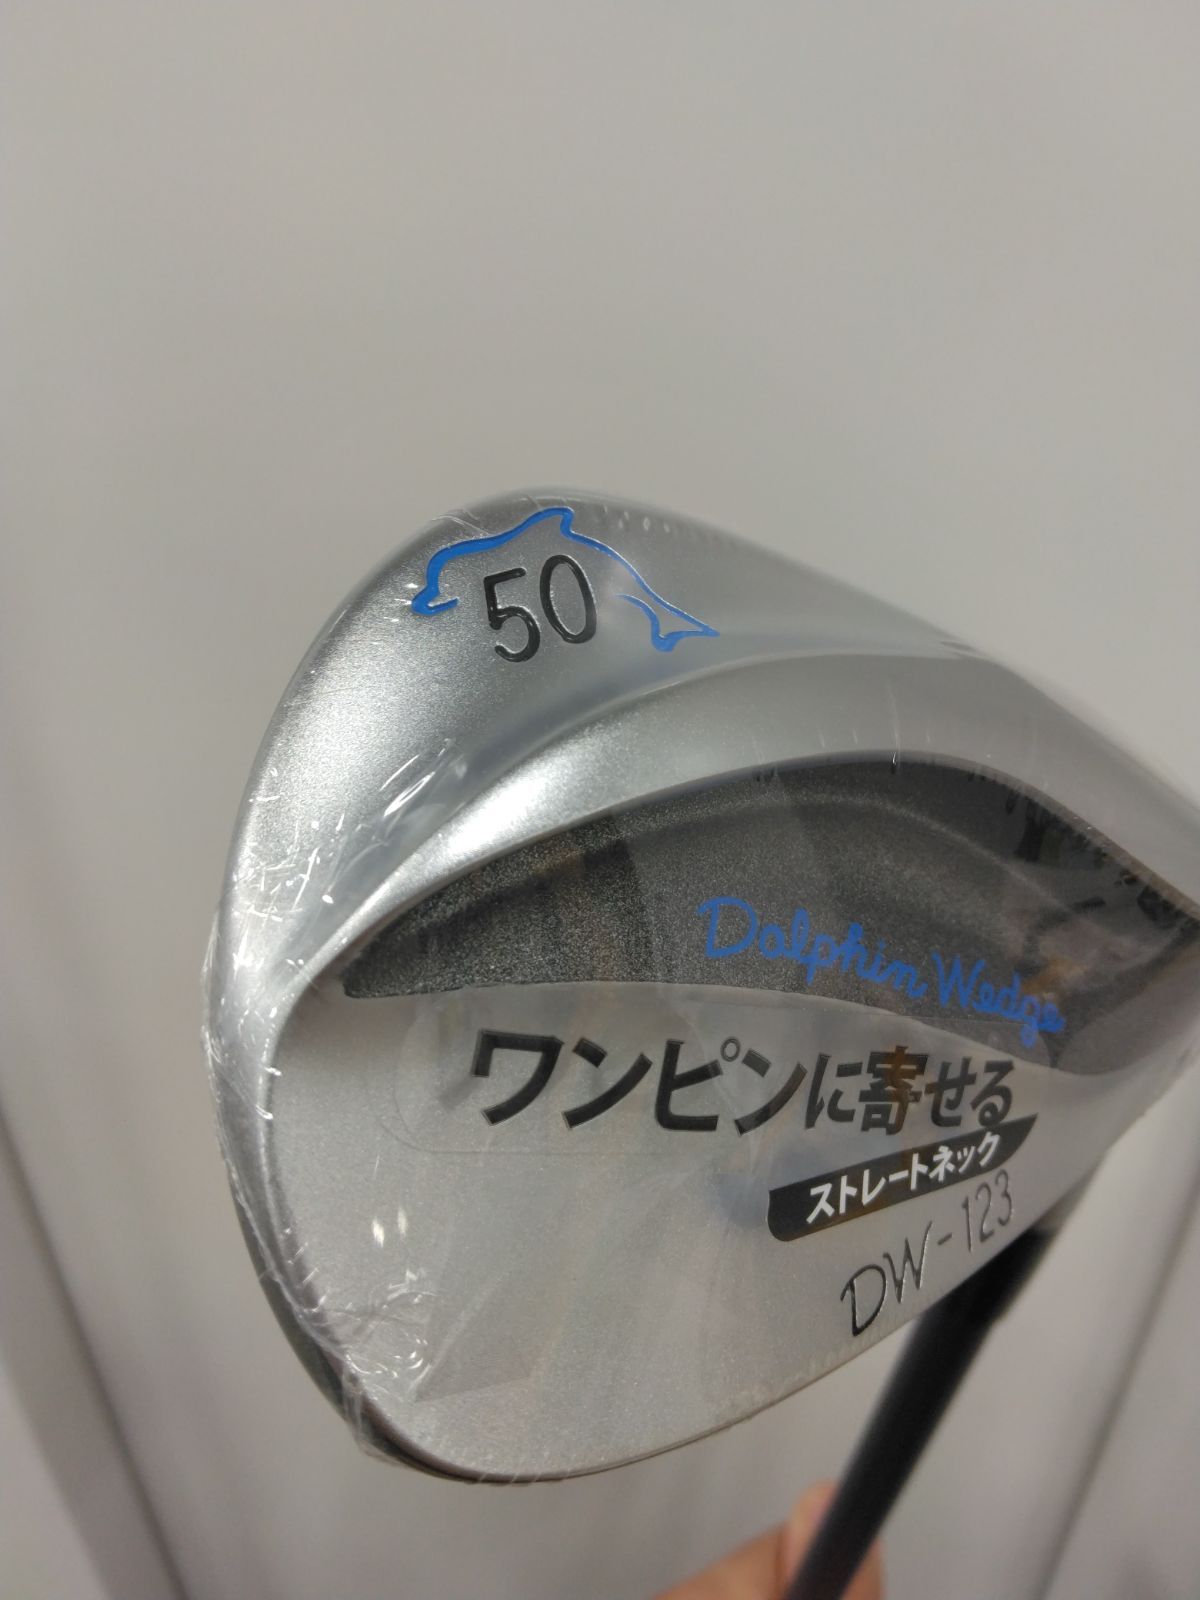 50
Dolphin Wedge
ワンピンに寄せる
ストレートネック
DW-123